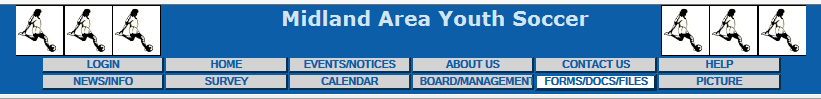 Midland Area Youth Soccer
LOGIN HOME EVENTS/NOTICES ABOUT US CONTACT US HELP
NEWS/INFO SURVEY CALENDAR BOARD/MANAGEMENT FORMS/DOCS/FILES PICTURE